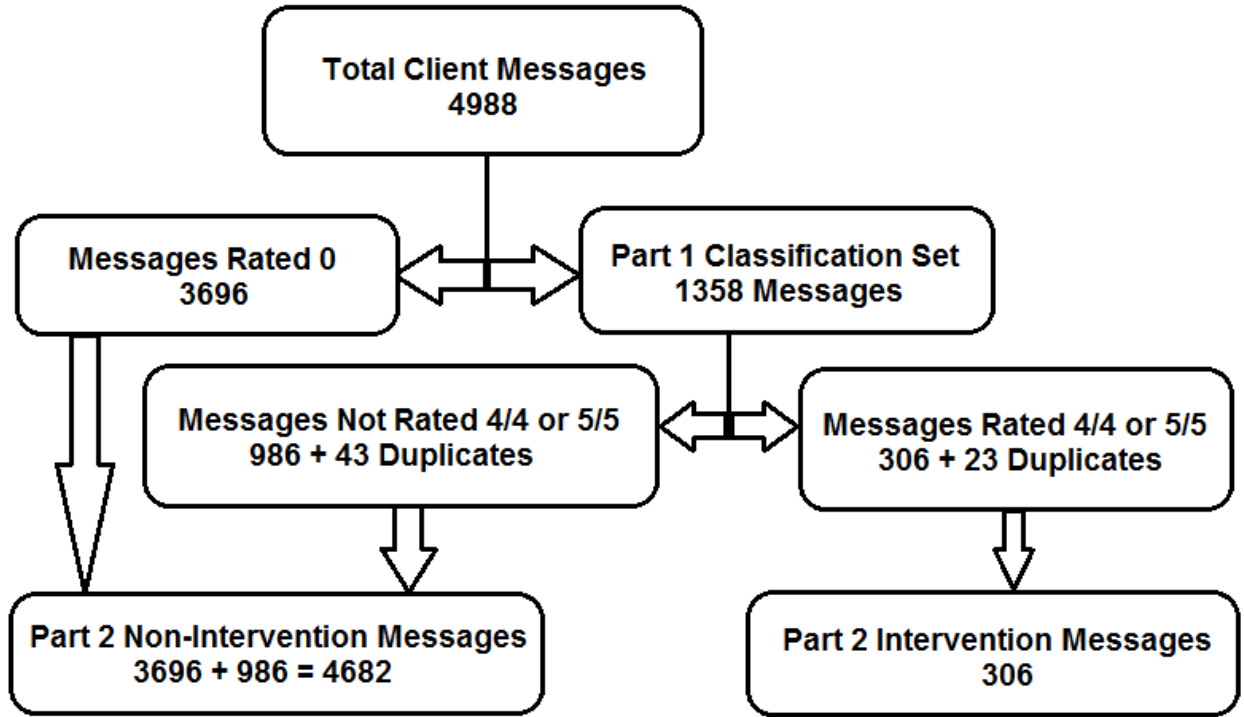 Total Client Messages
4988
Messages Rated 0
3696
Part 1 Classification Set
1358 Messages
Messages Not Rated 4/4 or 5/5
986 + 43 Duplicates
Messages Rated 4/4 or 5/5
306 + 23 Duplicates
Part 2 Non-Intervention Messages
3696 + 986 = 4682
Part 2 Intervention Messages
306